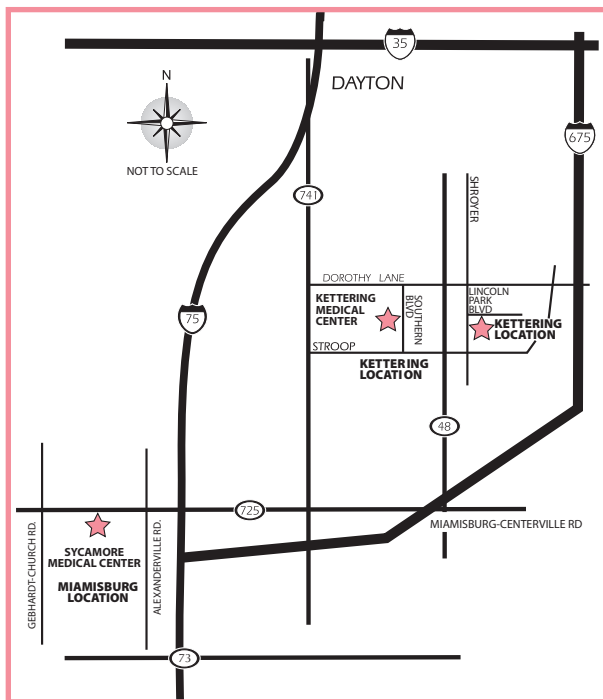 35
DAYTON
N
NOT TO SCALE
675
741
SHROYER
DOROTHY LANE
KETTERING
MEDICAL
CENTER
SOUTHERN
BLVD
LINCOLN
PARK
BLVD
KETTERING
LOCATION
75
STROOP
KETTERING
LOCATION
48
725
MIAMISBURG-CENTERVILLE RD
GEBHARDT-CHURCH RD.
SYCAMORE
MEDICAL CENTER
MIAMISBURG
LOCATION
ALEXANDERVILLE RD.
73